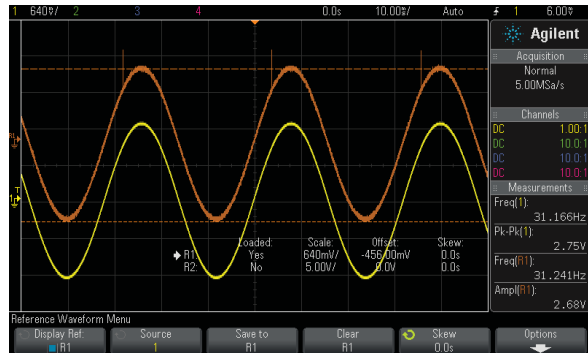 1 640mV/ 2 3 4 0.0s 10.00ms/ Auto 1 6.00V
Agilent
Acquisition
Normal
5.00MSa/s
Channels
DC 1.00:1
DC 10.0:1
DC 10.0:1
DC 10.0:1
Measurements
Freq(1):
31.166Hz
Pk-Pk(1):
2.75V
Freq(R1):
31.241Hz
Ampl(R1):
2.68V
R1
T
1
Loaded: Scale: Offset: Skew:
R1: Yes 640mV/ -456.00mV 0.0s
R2: No 5.00V/ 0.0V 0.0s
Reference Waveform Menu
Display Ref: Source Save to Clear Skew Options
R1 1 R1 R1 0.0s